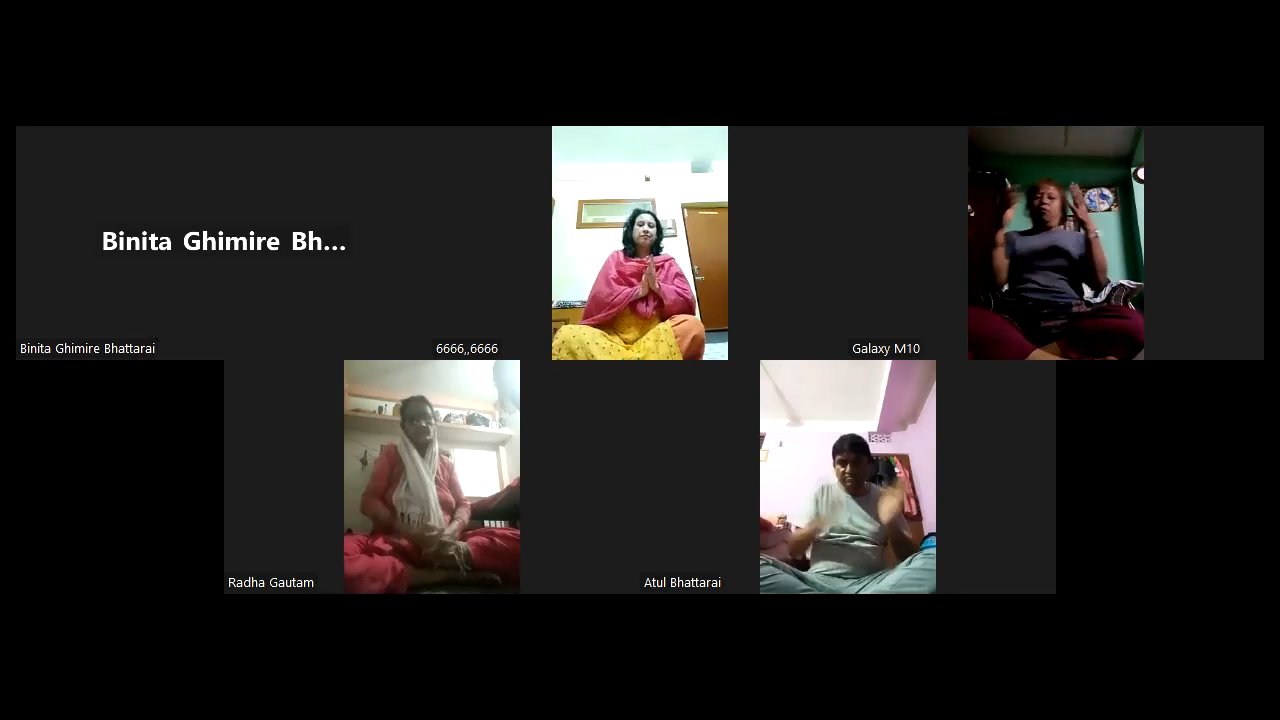 Binita Ghimire Bh...
Binita Ghimire Bhattarai
6666,,6666
Galaxy M10
Radha Gautam
Atul Bhattarai